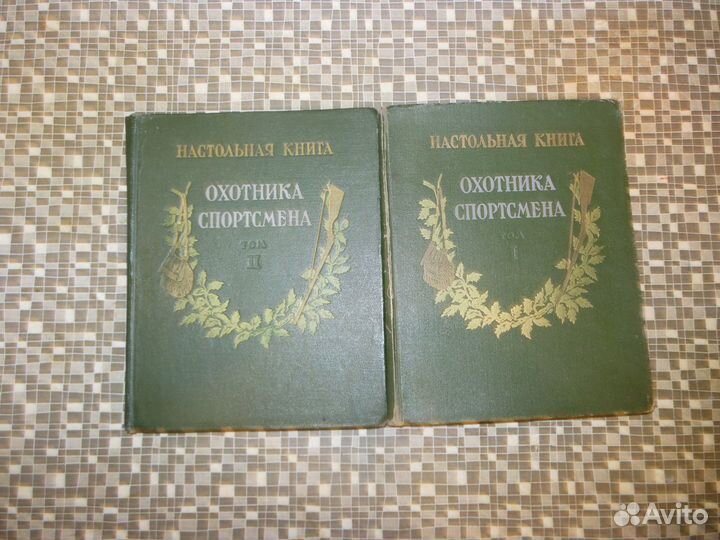 НАСТОЛЬНАЯ КНИГА
ОХОТНИКА
СПОРТСМЕНА
ТОМ
II
НАСТОЛЬНАЯ КНИГА
ОХОТНИКА
СПОРТСМЕНА
ТОМ
I
Avito